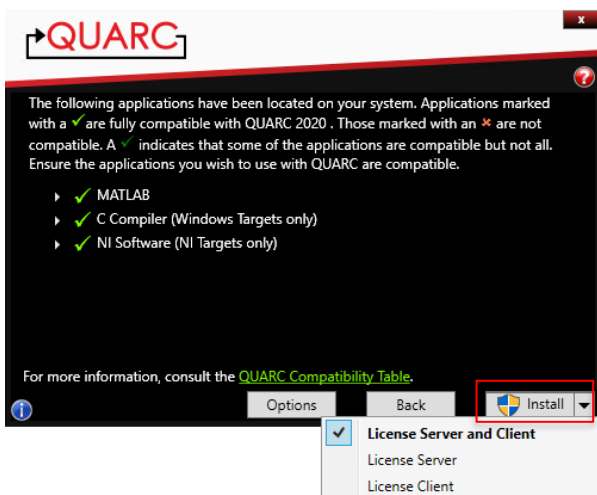 x
QUARC
?
The following applications have been located on your system. Applications marked
with a ✓ are fully compatible with QUARC 2020 . Those marked with an × are not
compatible. A ✓ indicates that some of the applications are compatible but not all.
Ensure the applications you wish to use with QUARC are compatible.
✓ MATLAB
✓ C Compiler (Windows Targets only)
✓ NI Software (NI Targets only)
For more information, consult the QUARC Compatibility Table.
i
Options
Back
Install
License Server and Client
License Server
License Client